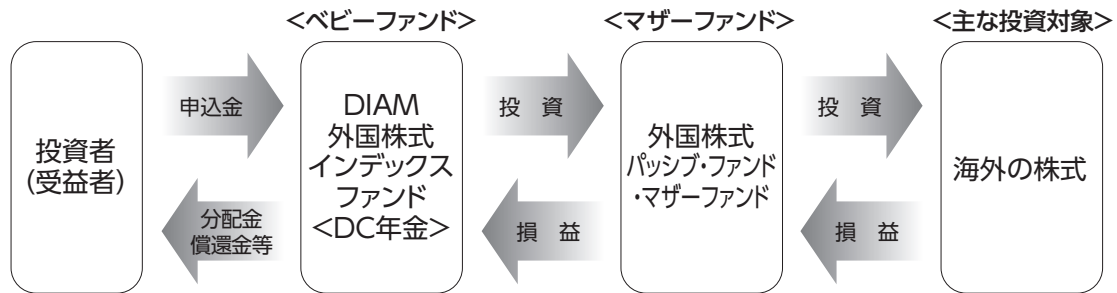 <ベビーファンド>
<マザーファンド>
<主な投資対象>
投資者
(受益者)
申込金
分配金
償還金等
DIAM
外国株式
インデックス
ファンド
<DC年金>
投 資
損 益
外国株式
パッシブ・ファンド
・マザーファンド
投 資
損 益
海外の株式